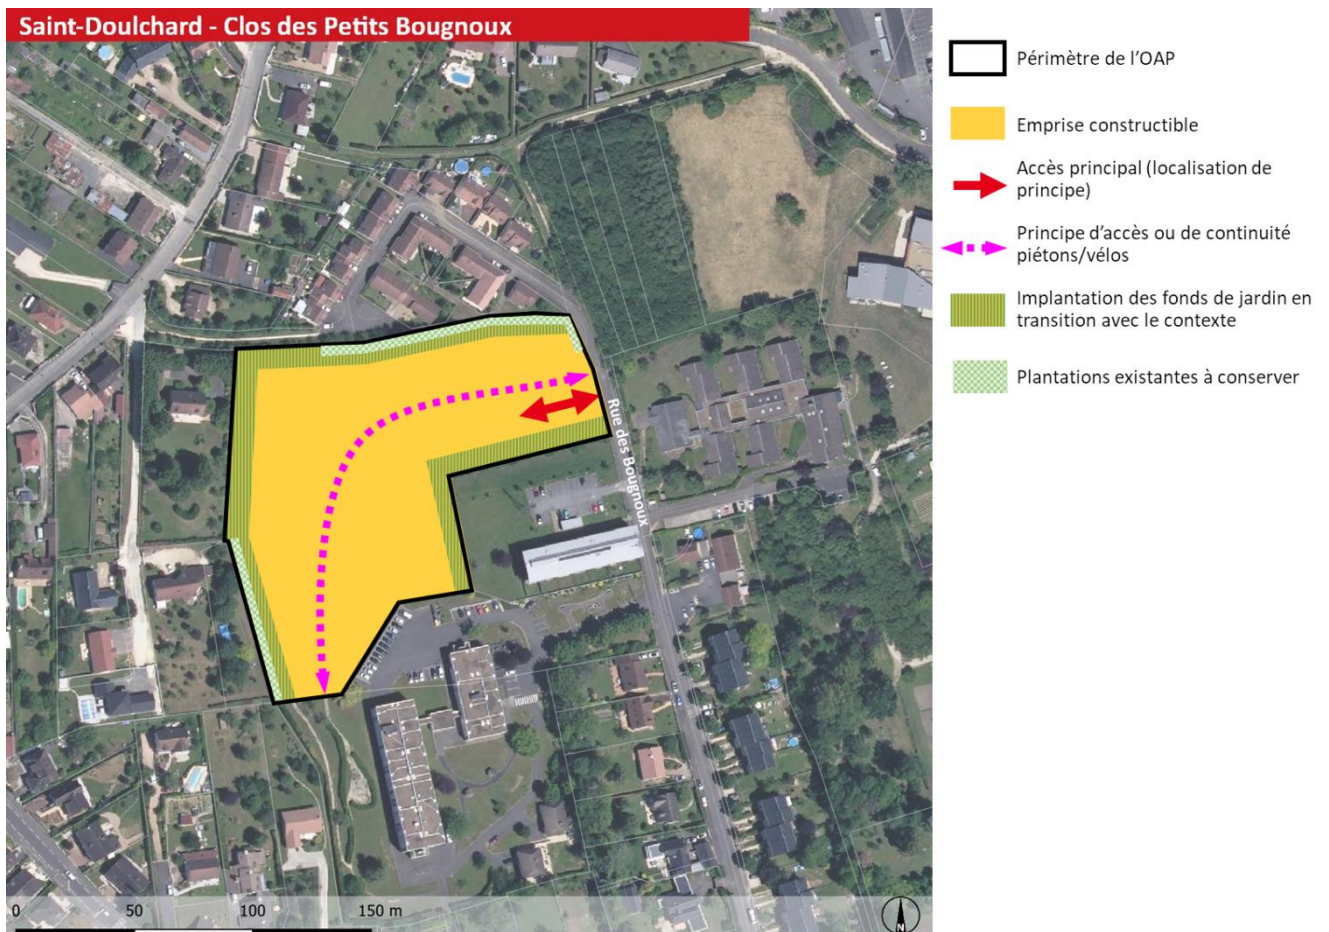 Saint-Doulchard - Clos des Petits Bougnoux
Périmètre de l'OAP
Emprise constructible
Accès principal (localisation de
principe)
Principe d'accès ou de continuité
piétons/vélos
Implantation des fonds de jardin en
transition avec le contexte
Plantations existantes à conserver
Rue des Bougnoux
0 50 100 150 m
N